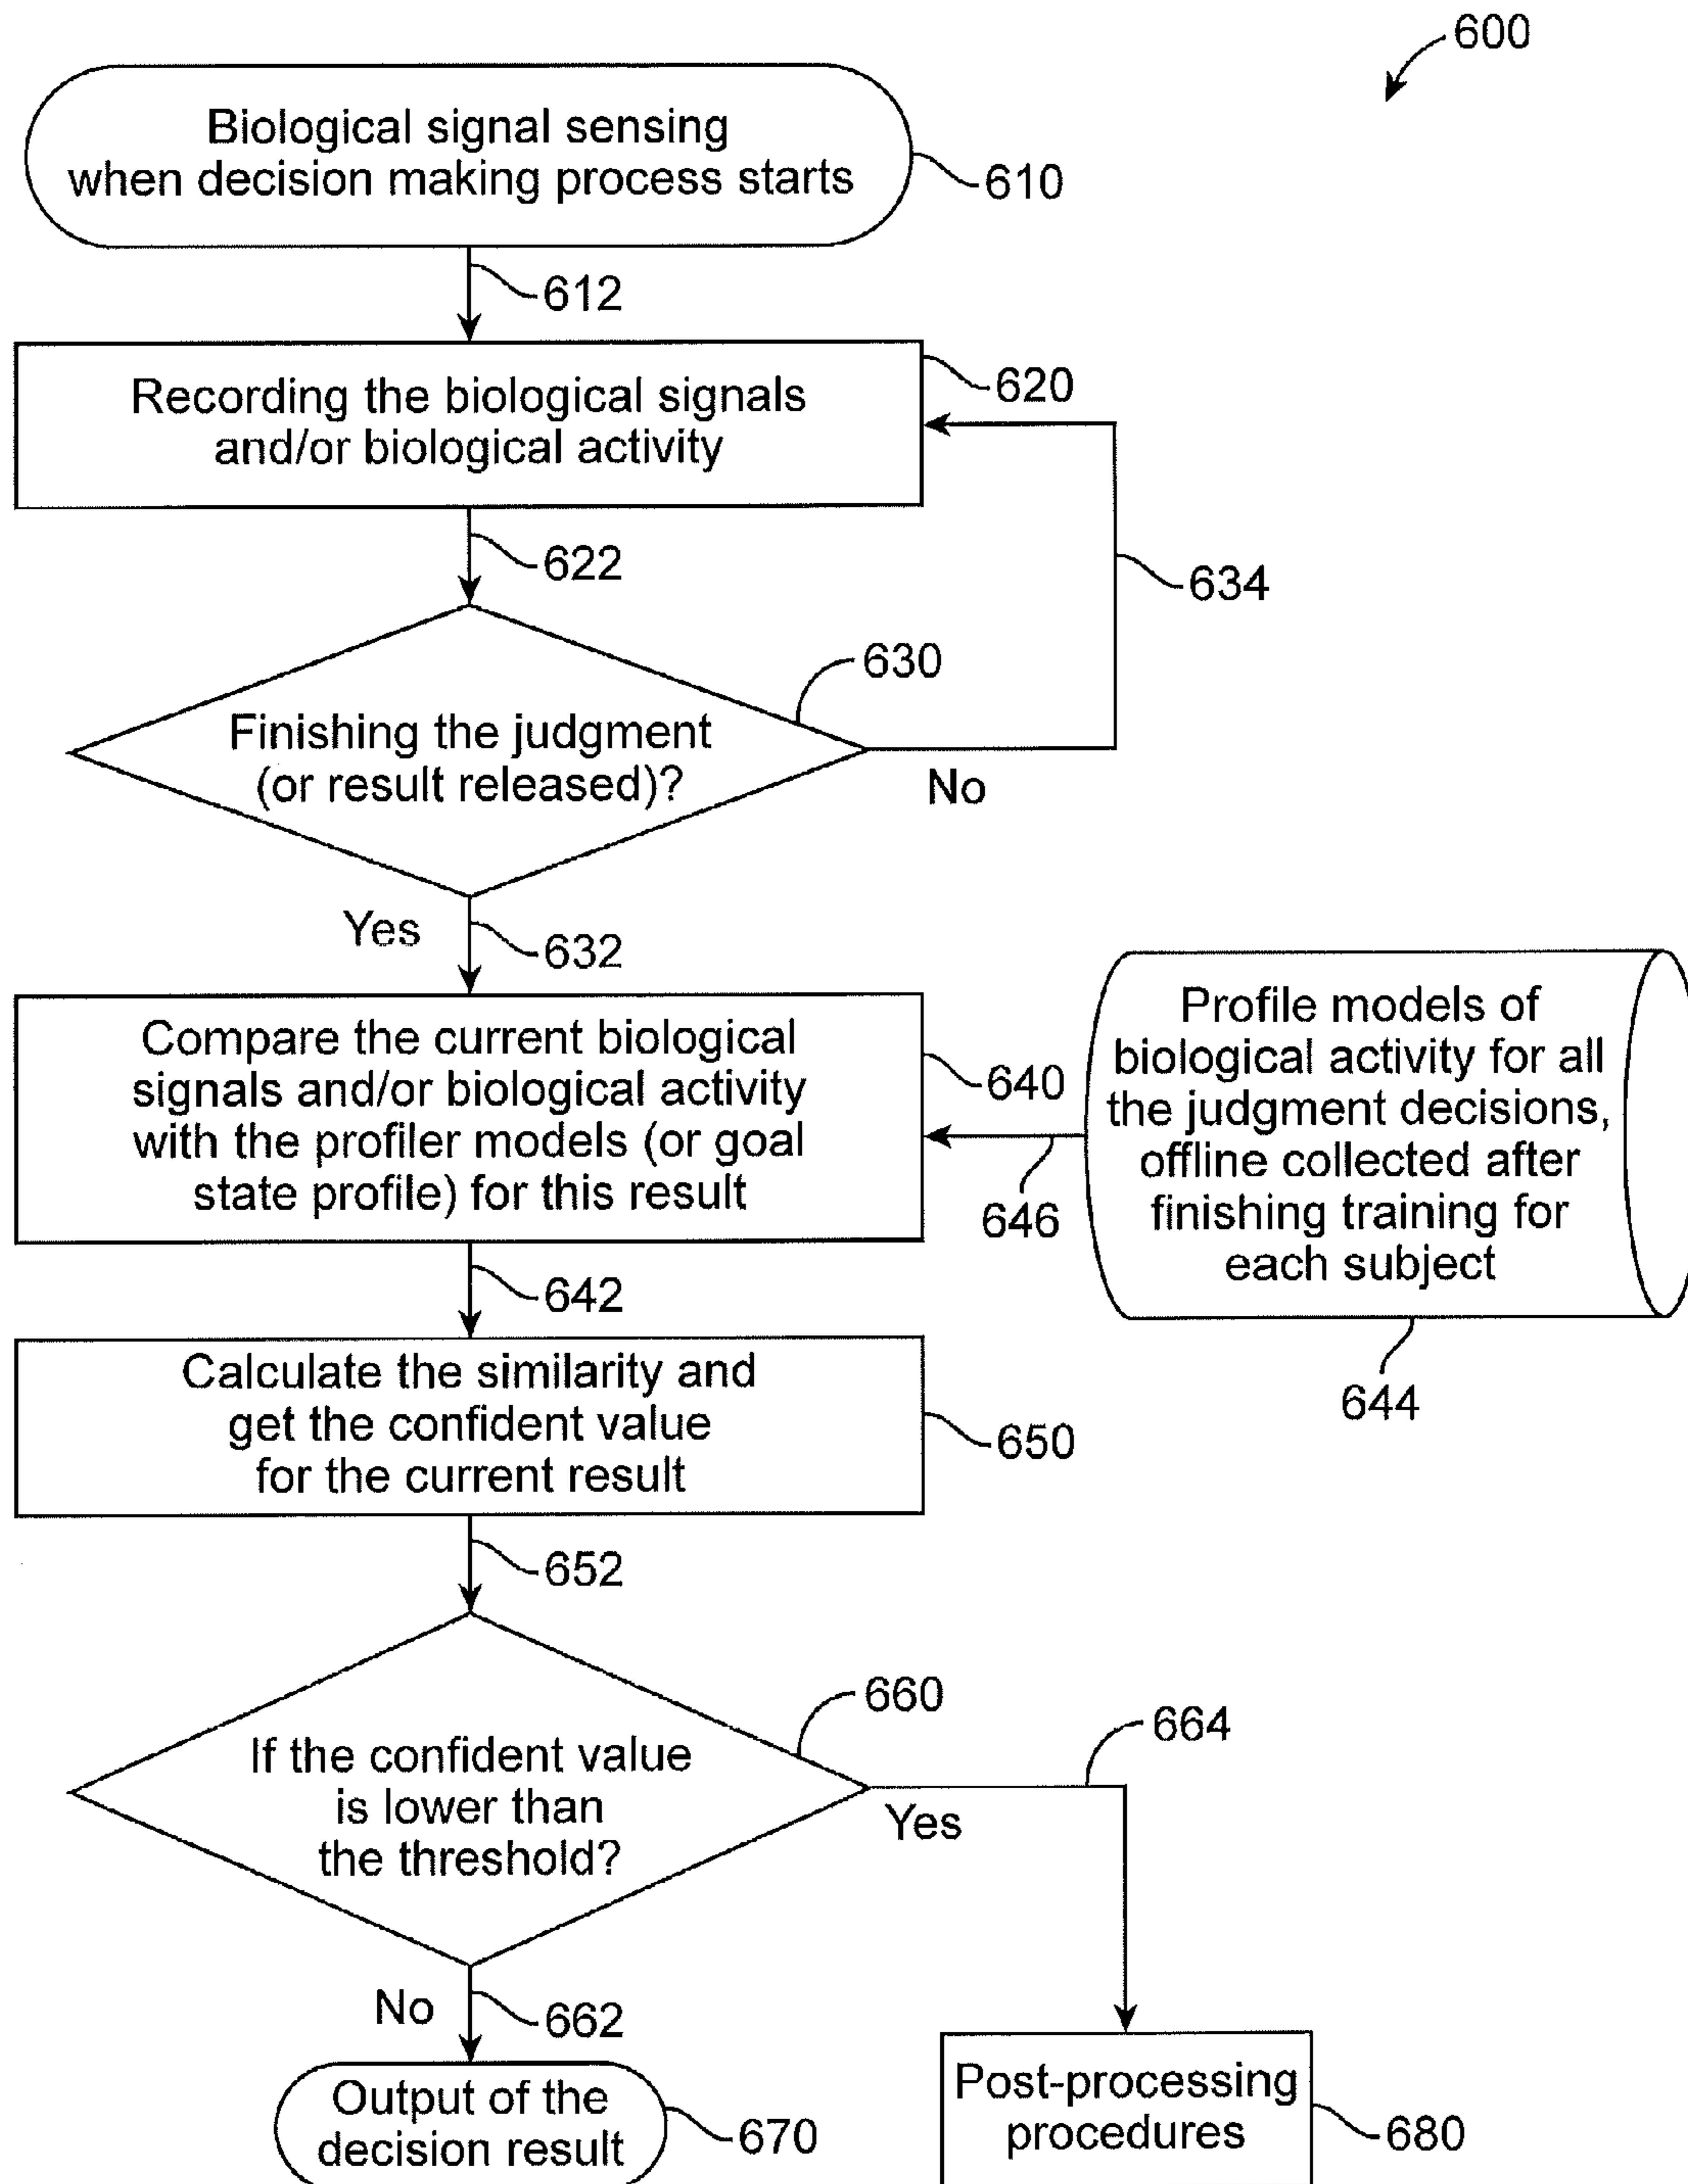 600
Biological signal sensing
when decision making process starts
610
612
Recording the biological signals
and/or biological activity
620
622
634
630
Finishing the judgment
(or result released)?
No
Yes
632
Compare the current biological
signals and/or biological activity
with the profiler models (or goal
state profile) for this result
640
646
Profile models of
biological activity for all
the judgment decisions,
offline collected after
finishing training for
each subject
644
642
Calculate the similarity and
get the confident value
for the current result
650
652
660
If the confident value
is lower than
the threshold?
664
Yes
No
662
Output of the
decision result
670
Post-processing
procedures
680